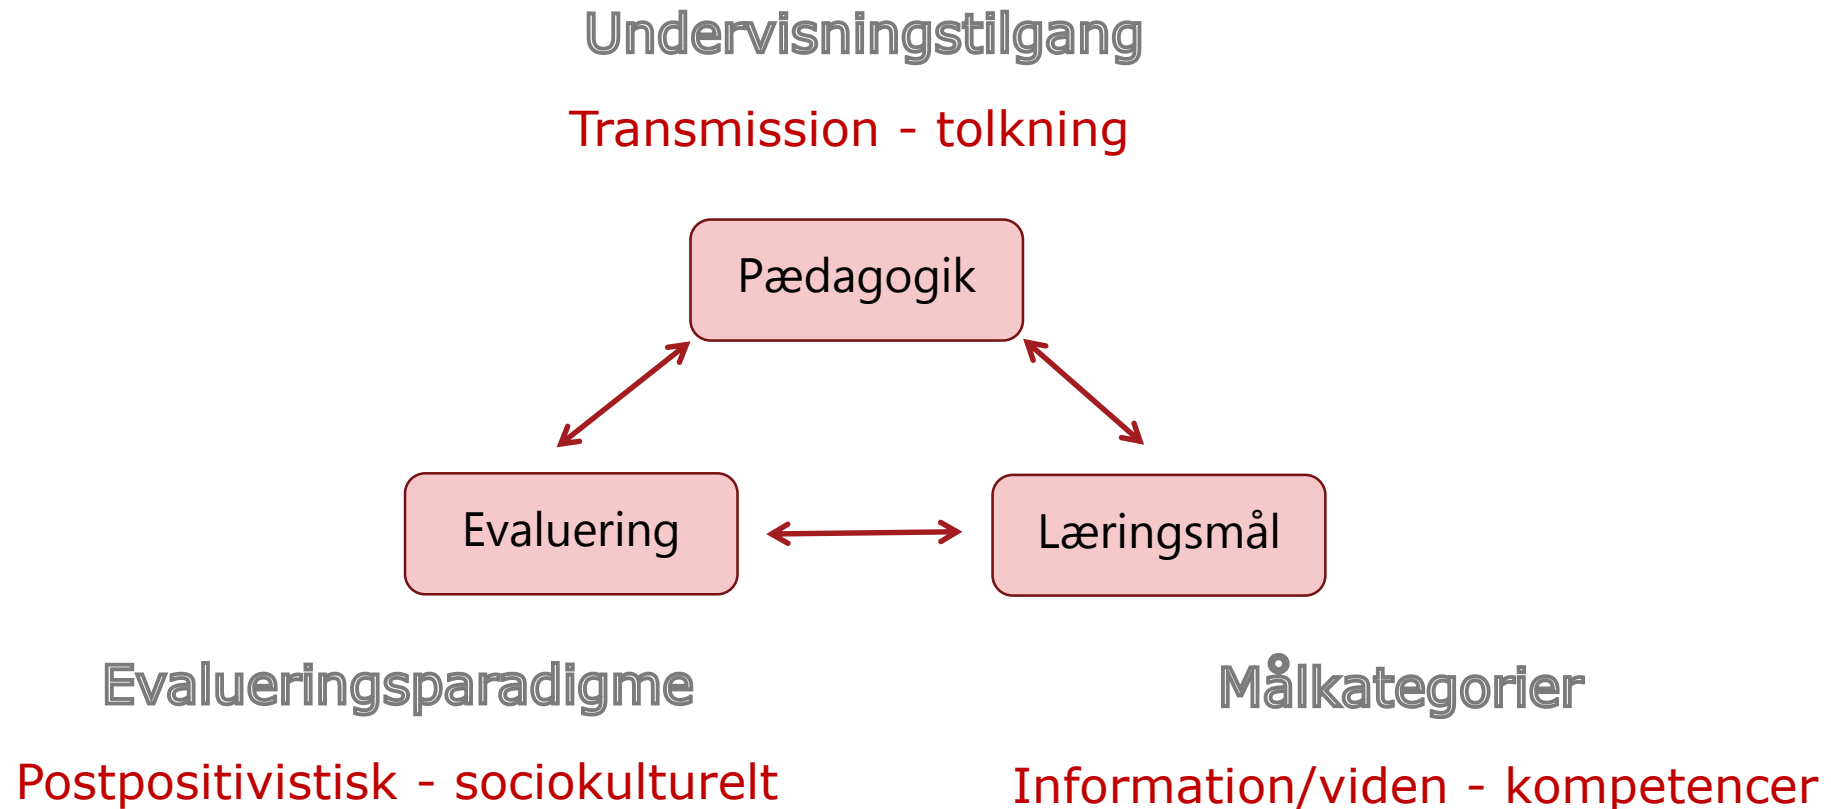 Undervisningstilgang
Transmission - tolkning
Pædagogik
Evaluering
Læringsmål
Evalueringsparadigme
Målkategorier
Postpositivistisk - sociokulturelt
Information/viden - kompetencer